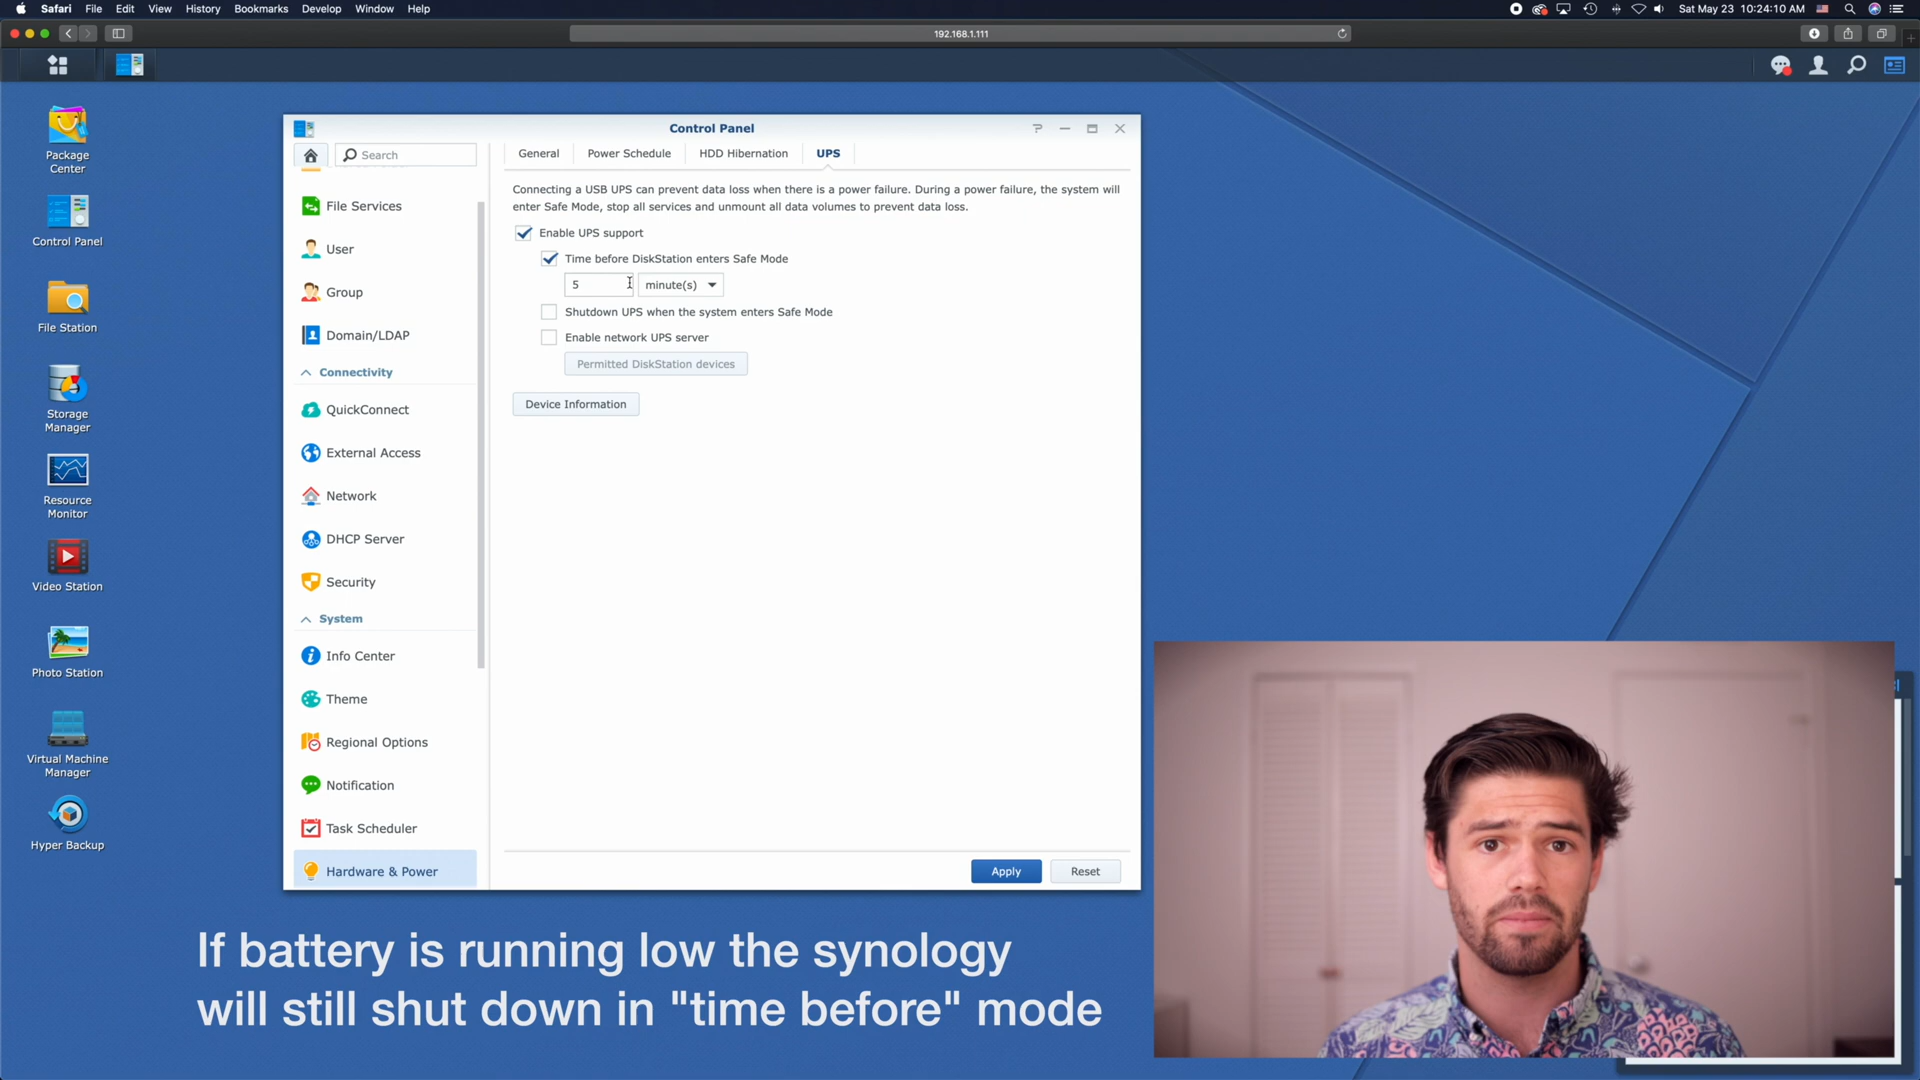 Safari File Edit View History Bookmarks Develop Window Help
Sat May 23 10:24:10 AM
192.168.1.111
Package
Center
Control Panel
File Station
Storage
Manager
Resource
Monitor
Video Station
Photo Station
Virtual Machine
Manager
Hyper Backup
Control Panel
Search
File Services
User
Group
Domain/LDAP
Connectivity
QuickConnect
External Access
Network
DHCP Server
Security
System
Info Center
Theme
Regional Options
Notification
Task Scheduler
Hardware & Power
General Power Schedule HDD Hibernation UPS
Connecting a USB UPS can prevent data loss when there is a power failure. During a power failure, the system will
enter Safe Mode, stop all services and unmount all data volumes to prevent data loss.
Enable UPS support
Time before DiskStation enters Safe Mode
5 minute(s)
Shutdown UPS when the system enters Safe Mode
Enable network UPS server
Permitted DiskStation devices
Device Information
Apply Reset
If battery is running low the synology
will still shut down in "time before" mode